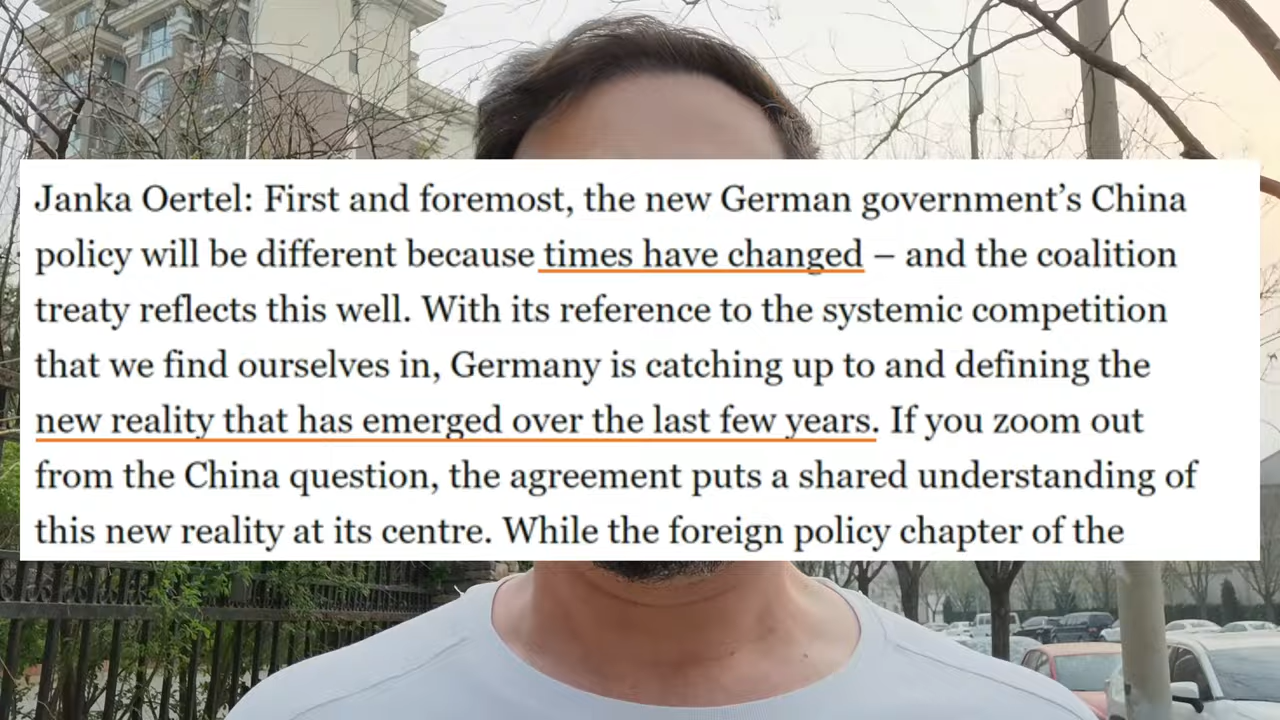 Janka Oertel: First and foremost, the new German government’s China
policy will be different because times have changed – and the coalition
treaty reflects this well. With its reference to the systemic competition
that we find ourselves in, Germany is catching up to and defining the
new reality that has emerged over the last few years. If you zoom out
from the China question, the agreement puts a shared understanding of
this new reality at its centre. While the foreign policy chapter of the